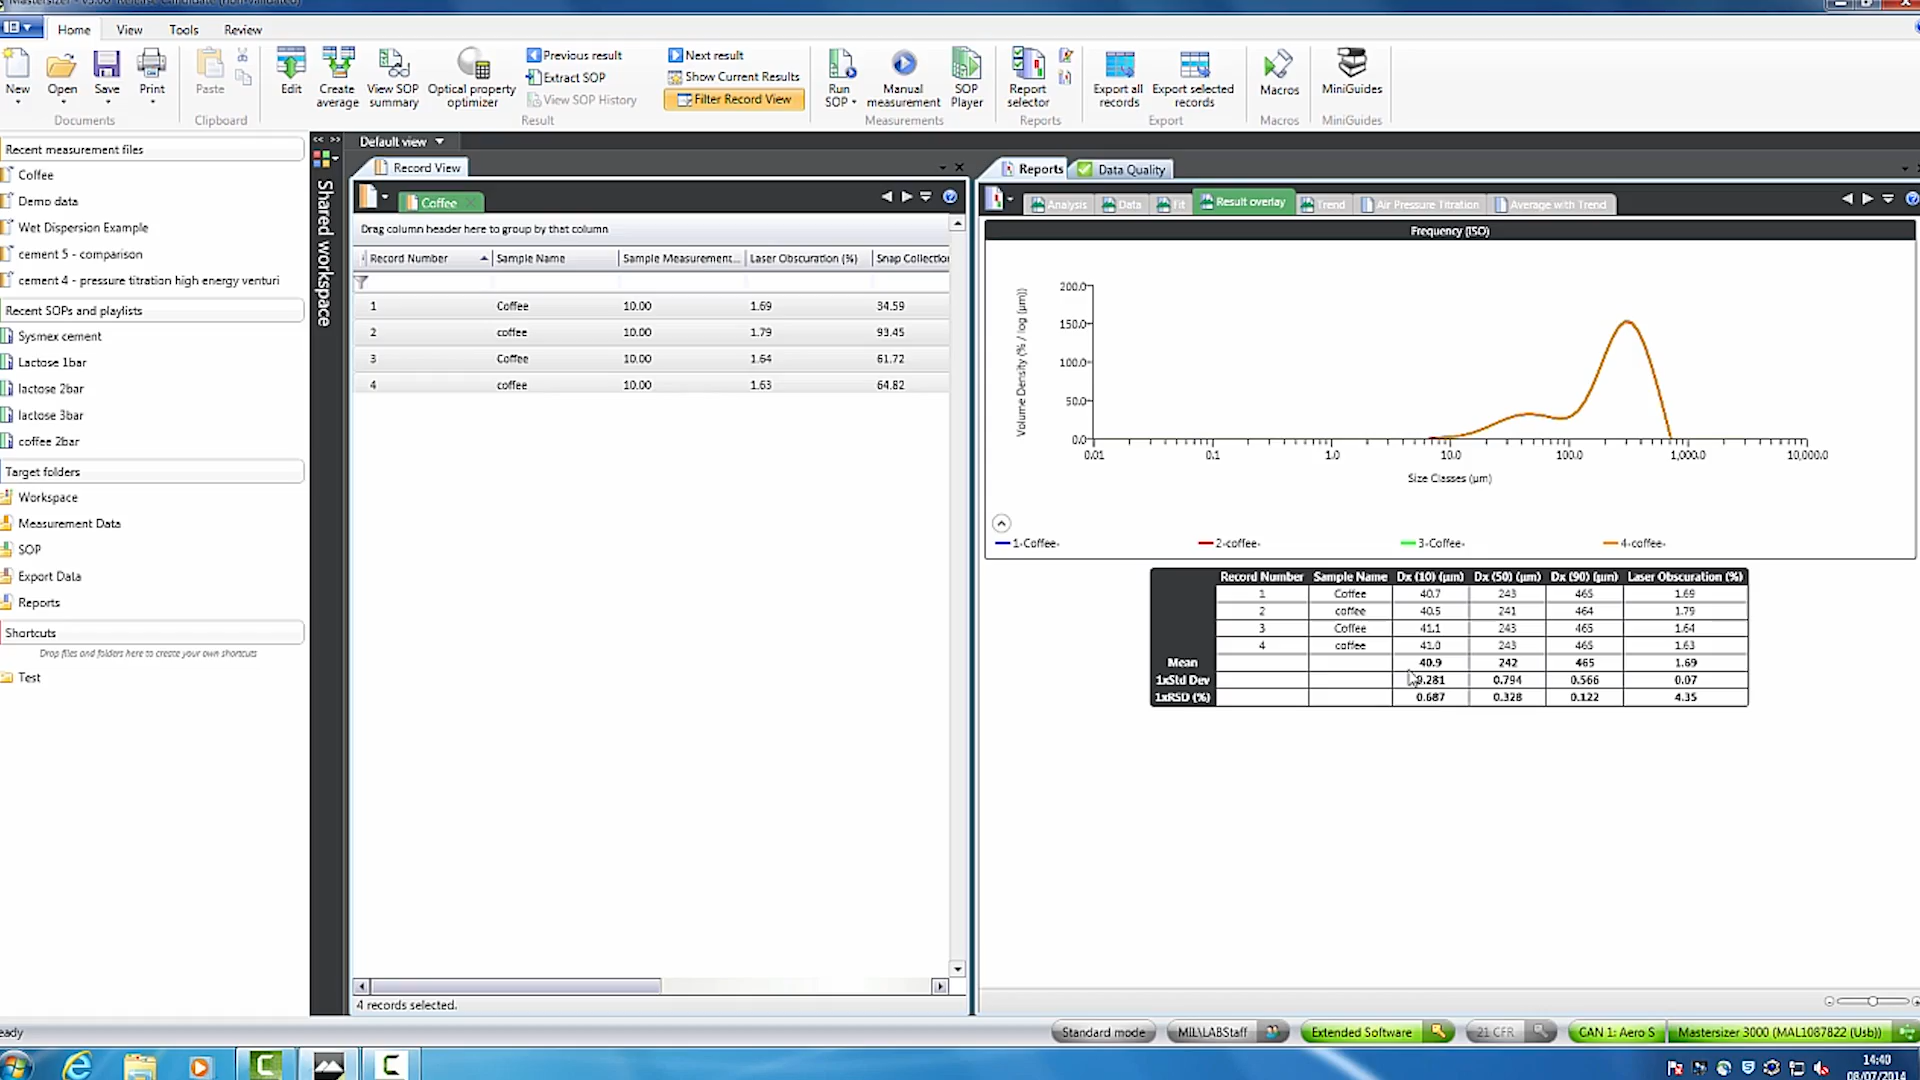 Mastersizer - v3.00 Release Candidate (non-validated)
Home View Tools Review
New Open Save Print Paste Edit Create average View SOP summary Optical property optimizer
Previous result
Extract SOP
View SOP History
Next result
Show Current Results
Filter Record View
Run SOP Manual measurement SOP Player Report selector Export all records Export selected records Macros MiniGuides
Documents Clipboard Result Measurements Reports Export Macros MiniGuides
Recent measurement files
Coffee
Demo data
Wet Dispersion Example
cement 5 - comparison
cement 4 - pressure titration high energy venturi
Recent SOPs and playlists
Sysmex cement
Lactose 1bar
lactose 2bar
lactose 3bar
coffee 2bar
Target folders
Workspace
Measurement Data
SOP
Export Data
Reports
Shortcuts
Drop files and folders here to create your own shortcuts
Test
Shared workspace
Default view
Record View
Coffee
Drag column header here to group by that column
Record Number Sample Name Sample Measurement... Laser Obscuration (%) Snap Collection
1 Coffee 10.00 1.69 34.59
2 coffee 10.00 1.79 93.45
3 Coffee 10.00 1.64 61.72
4 coffee 10.00 1.63 64.82
4 records selected.
Reports Data Quality
Analysis Data Fit Result overlay Trend Air Pressure Titration Average with Trend
Frequency (ISO)
Volume Density (% / log (µm))
200.0
150.0
100.0
50.0
0.0
0.01 0.1 1.0 10.0 100.0 1,000.0 10,000.0
Size Classes (µm)
1-Coffee- 2-coffee- 3-Coffee- 4-coffee-
Record Number Sample Name Dx (10) (µm) Dx (50) (µm) Dx (90) (µm) Laser Obscuration (%)
1 Coffee 40.7 243 465 1.69
2 coffee 40.5 241 464 1.79
3 Coffee 41.1 243 465 1.64
4 coffee 41.0 243 465 1.63
Mean 40.9 242 465 1.69
1xStd Dev 0.281 0.794 0.566 0.07
1xRSD (%) 0.687 0.328 0.122 4.35
eady
Standard mode MIL\LABStaff Extended Software 21 CFR CAN 1: Aero S Mastersizer 3000 (MAL1087822 (Usb))
14:40
08/07/2014